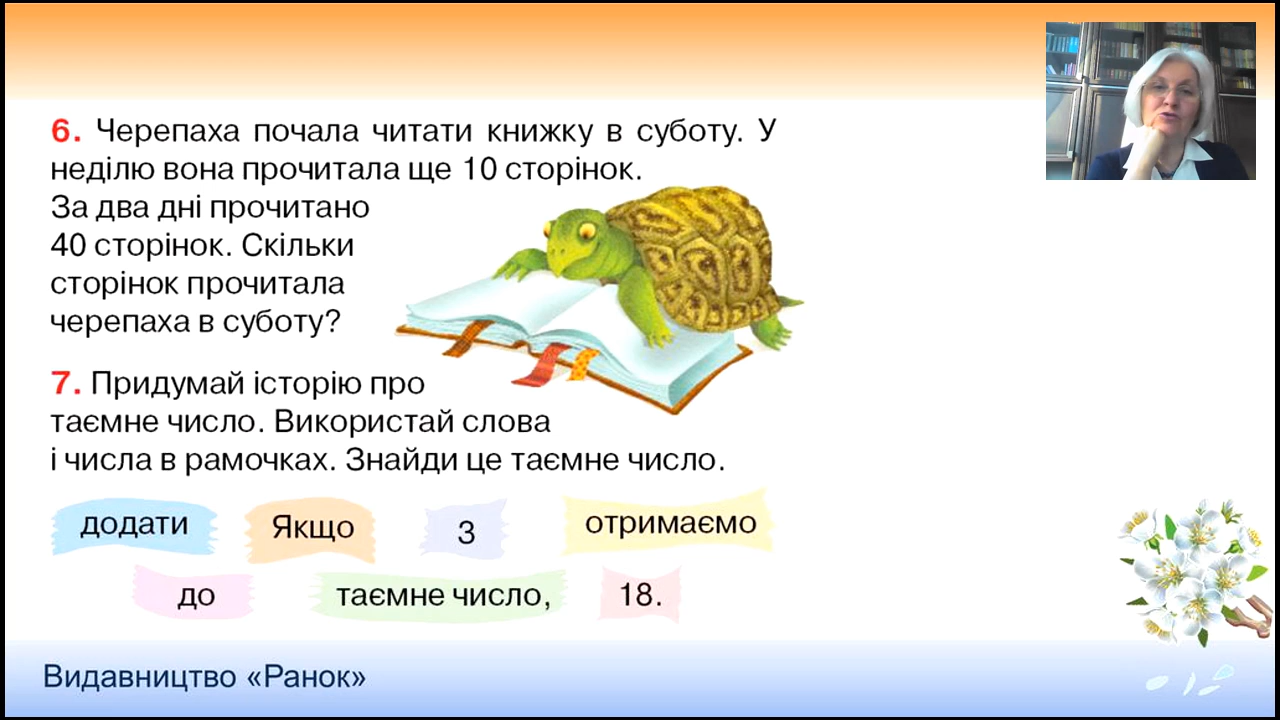 6. Черепаха почала читати книжку в суботу. У
неділю вона прочитала ще 10 сторінок.
За два дні прочитано
40 сторінок. Скільки
сторінок прочитала
черепаха в суботу?
7. Придумай історію про
таємне число. Використай слова
і числа в рамочках. Знайди це таємне число.
додати Якщо 3 отримаємо
до таємне число, 18.
Видавництво «Ранок»